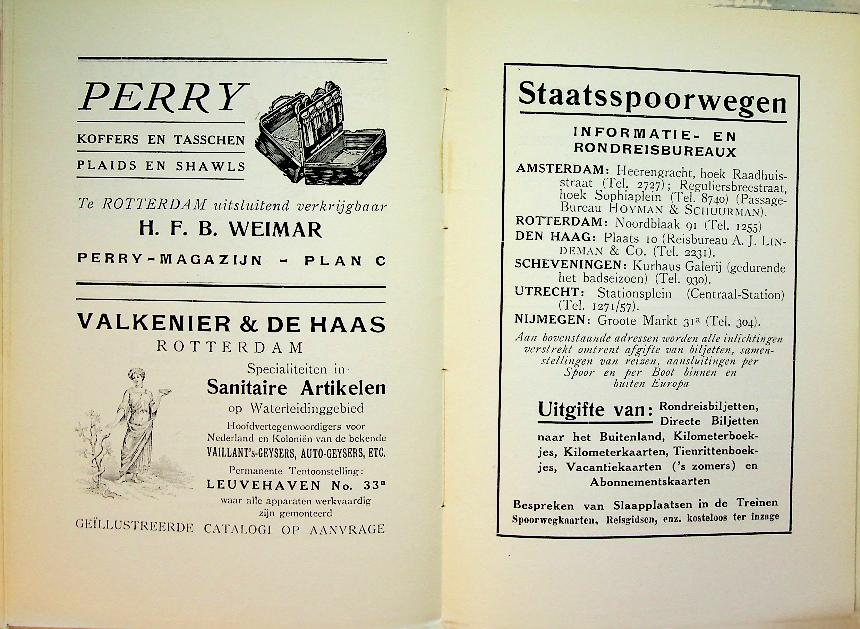 PERRY
KOFFERS EN TASSCHEN
PLAIDS EN SHAWLS
Te ROTTERDAM uitsluitend verkrijgbaar
H. F. B. WEIMAR
PERRY-MAGAZIJN - PLAN C
VALKENIER & DE HAAS
ROTTERDAM
Specialiteiten in
Sanitaire Artikelen
op Waterleidinggebied
Hoofdvertegenwoordigers voor
Nederland en Koloniën van de bekende
VAILLANT's-GEYSERS, AUTO-GEYSERS, ETC.
Permanente Tentoonstelling:
LEUVEHAVEN No. 33a
waar alle apparaten werkvaardig
zijn gemonteerd
GEÏLLUSTREERDE CATALOGI OP AANVRAGE
Staatsspoorwegen
INFORMATIE- EN
RONDREISBUREAUX
AMSTERDAM: Heerengracht, hoek Raadhuis-
straat (Tel. 2727); Reguliersbreestraat,
hoek Sophiaplein (Tel. 8740) (Passage-
Bureau HOYMAN & SCHUURMAN).
ROTTERDAM: Noordblaak 91 (Tel. 1255)
DEN HAAG: Plaats 10 (Reisbureau A. J. LIN-
DEMAN & Co. (Tel. 2231).
SCHEVENINGEN: Kurhaus Galerij (gedurende
het badseizoen) (Tel. 930).
UTRECHT: Stationsplein (Centraal-Station)
(Tel. 1271/57).
NIJMEGEN: Groote Markt 31a (Tel. 304).
Aan bovenstaande adressen worden alle inlichtingen
verstrekt omtrent afgifte van biljetten, samen-
stellingen van reizen, aansluitingen per
Spoor en per Boot binnen en
buiten Europa
Uitgifte van: Rondreisbiljetten,
Directe Biljetten
naar het Buitenland, Kilometerboek-
jes, Kilometerkaarten, Tienrittenboek-
jes, Vacantiekaarten ('s zomers) en
Abonnementskaarten
Bespreken van Slaapplaatsen in de Treinen
Spoorwegkaarten, Reisgidsen, enz. kosteloos ter inzage